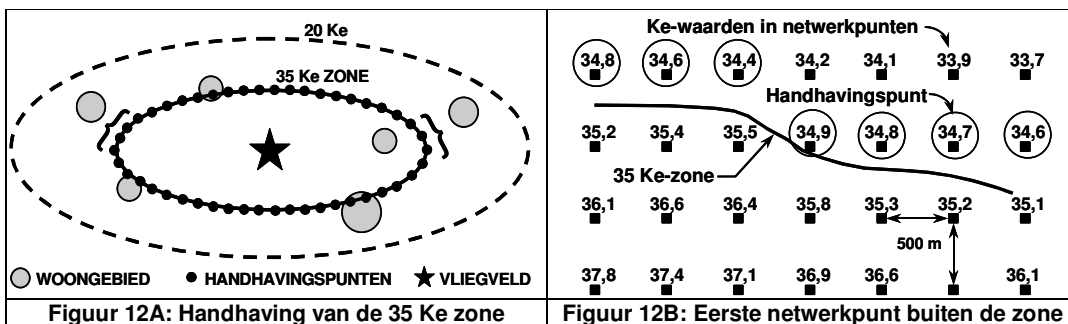 20 Ke
35 Ke ZONE
WOONGEBIED
HANDHAVINGSPUNTEN
VLIEGVELD
Figuur 12A: Handhaving van de 35 Ke zone
Ke-waarden in netwerkpunten
34,8 34,6 34,4 34,2 34,1 33,9 33,7
Handhavingspunt
35,2 35,4 35,5 34,9 34,8 34,7 34,6
35 Ke-zone
36,1 36,6 36,4 35,8 35,3 35,2 35,1
500 m
37,8 37,4 37,1 36,9 36,6 36,1
Figuur 12B: Eerste netwerkpunt buiten de zone